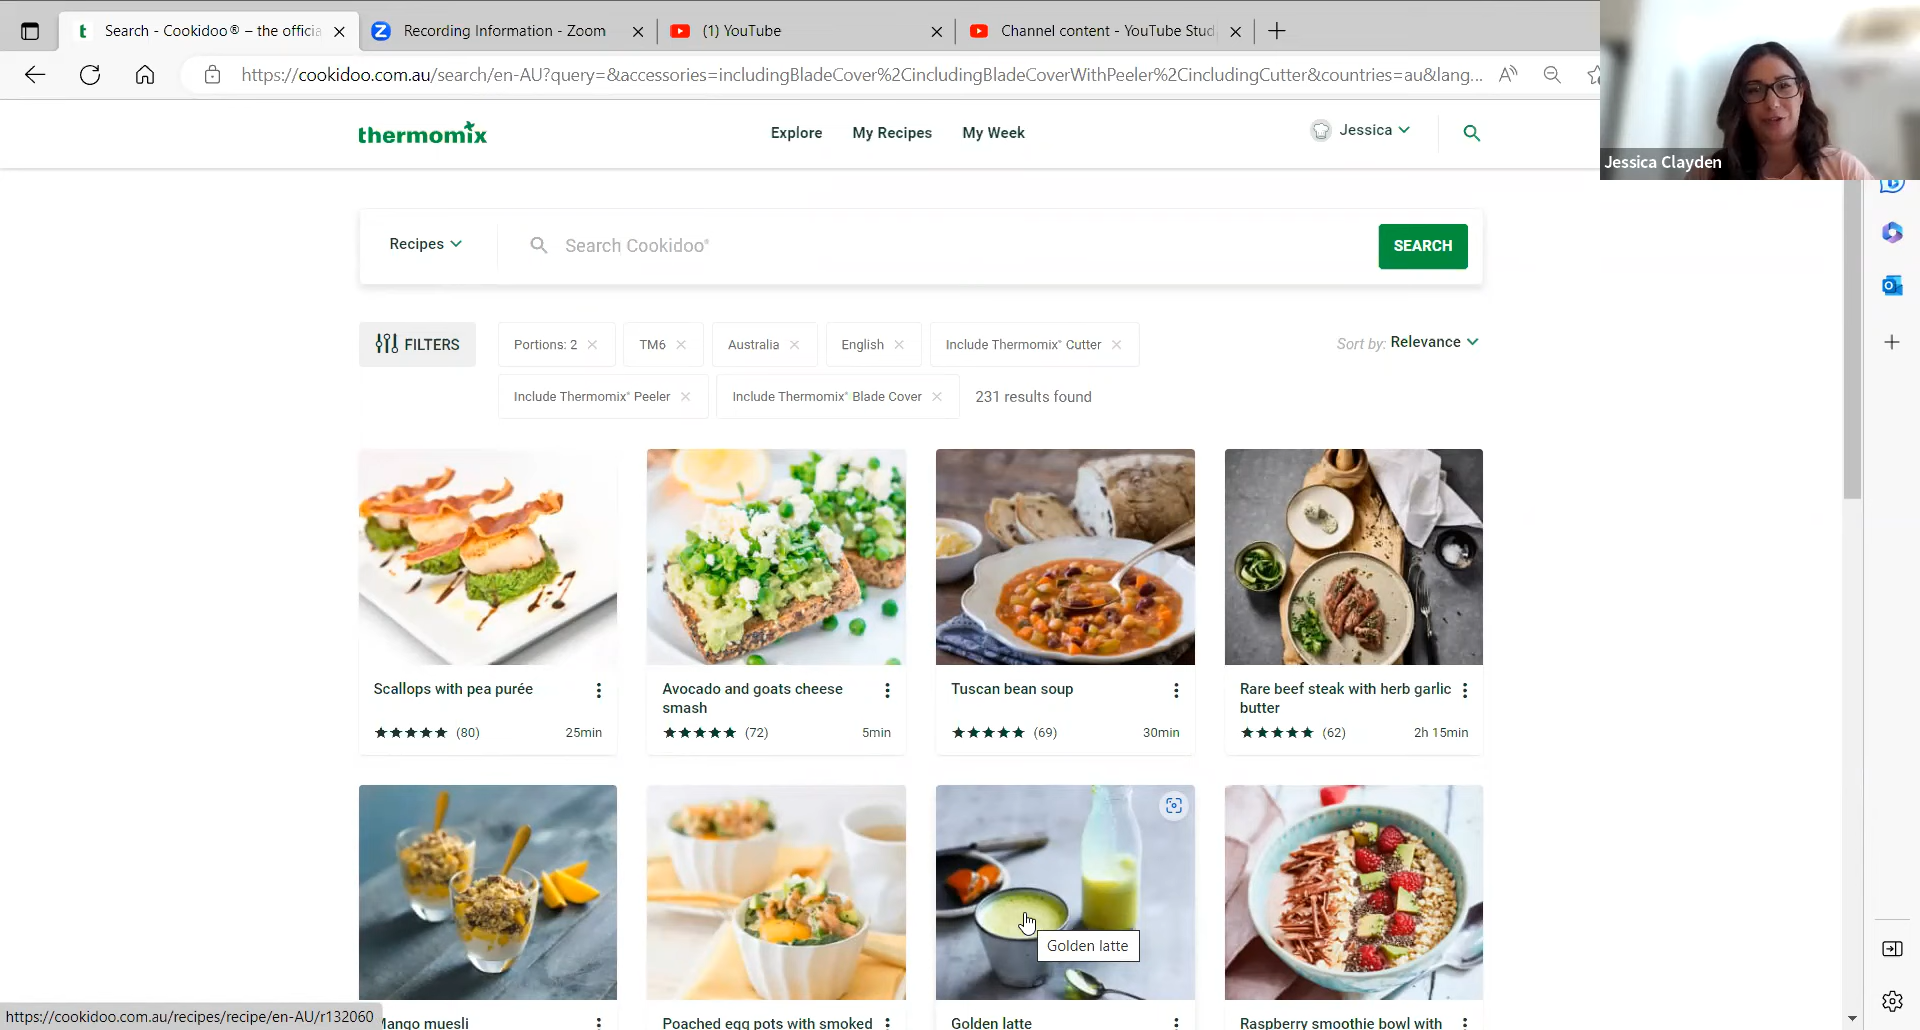 Search - Cookidoo® – the officia
Recording Information - Zoom
(1) YouTube
Channel content - YouTube Stud
https://cookidoo.com.au/search/en-AU?query=&accessories=includingBladeCover%2CincludingBladeCoverWithPeeler%2CincludingCutter&countries=au&lang...
Jessica Clayden
thermomix
Explore
My Recipes
My Week
Jessica
Recipes
Search Cookidoo®
SEARCH
FILTERS
Portions: 2
TM6
Australia
English
Include Thermomix® Cutter
Sort by: Relevance
Include Thermomix® Peeler
Include Thermomix® Blade Cover
231 results found
Scallops with pea purée
(80)
25min
Avocado and goats cheese
smash
(72)
5min
Tuscan bean soup
(69)
30min
Rare beef steak with herb garlic
butter
(62)
2h 15min
Golden latte
https://cookidoo.com.au/recipes/recipe/en-AU/r132060
Mango muesli
Poached egg pots with smoked
Golden latte
Raspberry smoothie bowl with